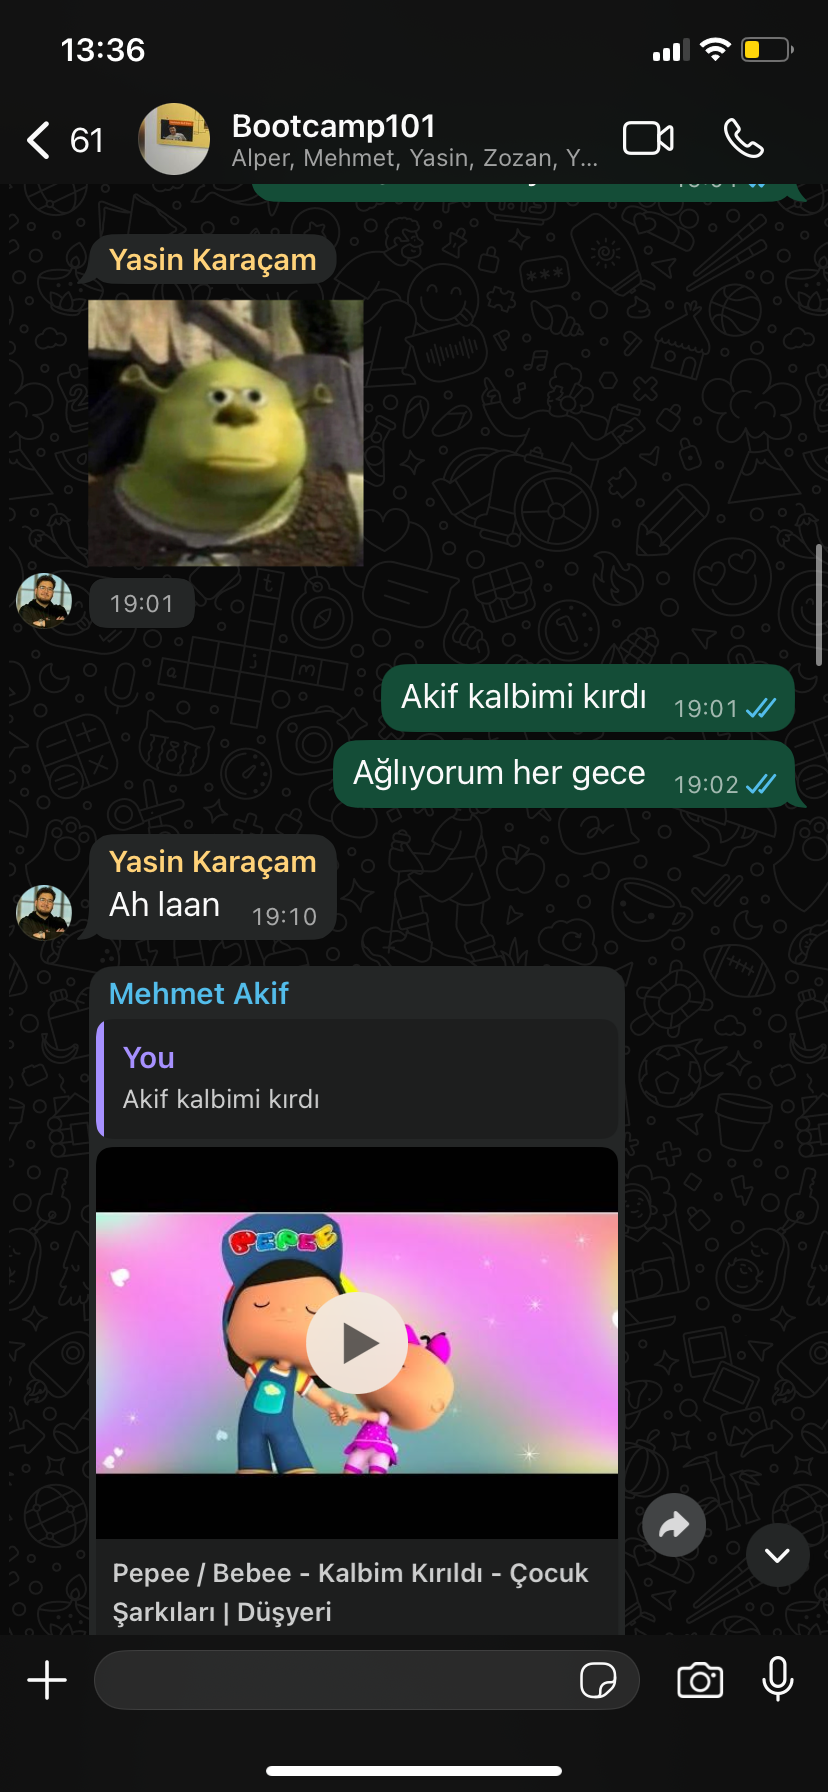 13:36
61
Bootcamp101
Alper, Mehmet, Yasin, Zozan, Y...
Yasin Karaçam
19:01
Akif kalbimi kırdı 19:01
Ağlıyorum her gece 19:02
Yasin Karaçam
Ah laan 19:10
Mehmet Akif
You
Akif kalbimi kırdı
PEPEE
Pepee / Bebee - Kalbim Kırıldı - Çocuk
Şarkıları | Düşyeri